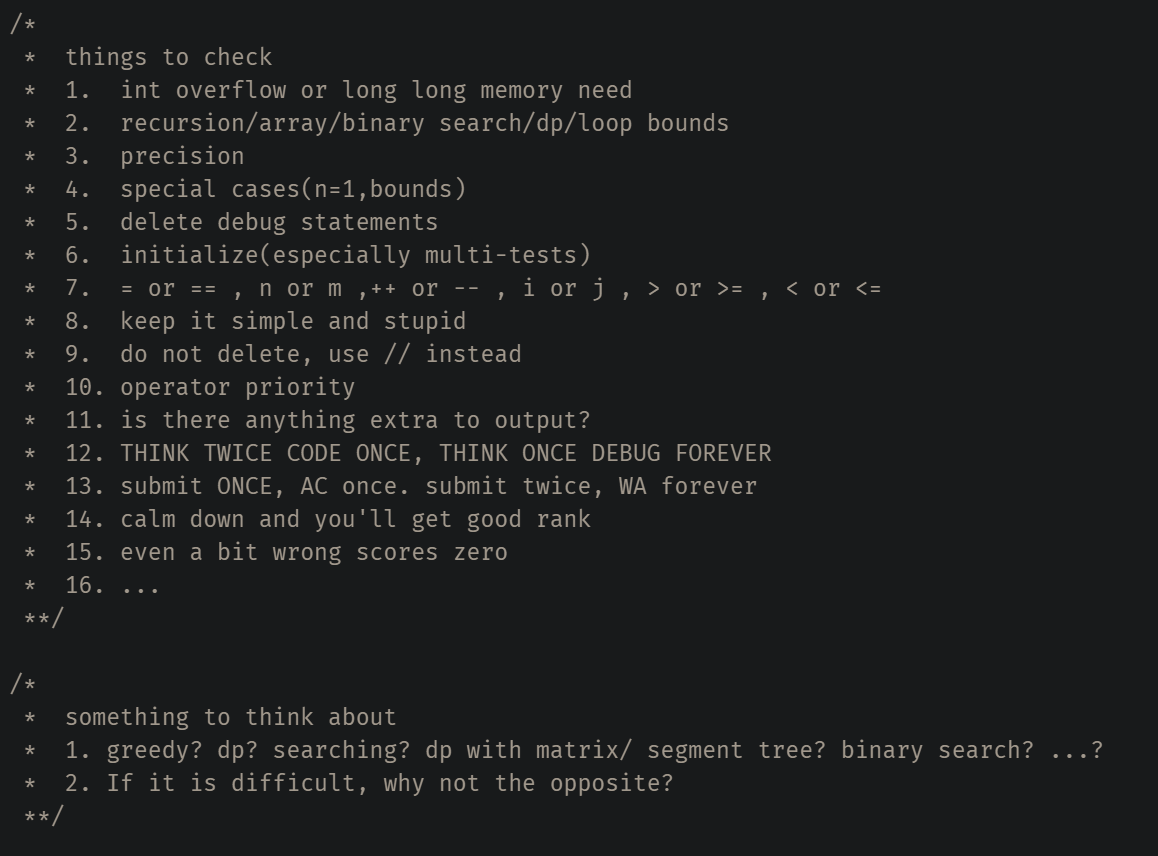 /*
 *  things to check
 *  1.  int overflow or long long memory need
 *  2.  recursion/array/binary search/dp/loop bounds
 *  3.  precision
 *  4.  special cases(n=1,bounds)
 *  5.  delete debug statements
 *  6.  initialize(especially multi-tests)
 *  7.  = or == , n or m ,++ or -- , i or j , > or >= , < or <=
 *  8.  keep it simple and stupid
 *  9.  do not delete, use // instead
 *  10. operator priority
 *  11. is there anything extra to output?
 *  12. THINK TWICE CODE ONCE, THINK ONCE DEBUG FOREVER
 *  13. submit ONCE, AC once. submit twice, WA forever
 *  14. calm down and you'll get good rank
 *  15. even a bit wrong scores zero
 *  16. ...
 **/

/*
 *  something to think about
 *  1. greedy? dp? searching? dp with matrix/ segment tree? binary search? ...?
 *  2. If it is difficult, why not the opposite?
 **/